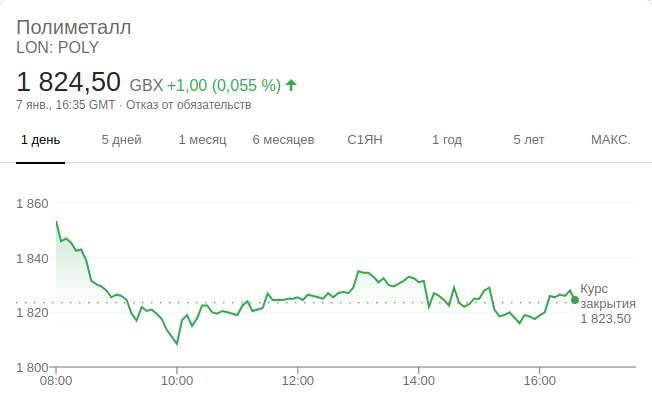 Полиметалл
LON: POLY
1 824,50 GBX +1,00 (0,055 %)
7 янв., 16:35 GMT · Отказ от обязательств
1 день 5 дней 1 месяц 6 месяцев С1ЯН 1 год 5 лет МАКС.
1 860
1 840
1 820
1 800
Курс
закрытия
1 823,50
08:00 10:00 12:00 14:00 16:00